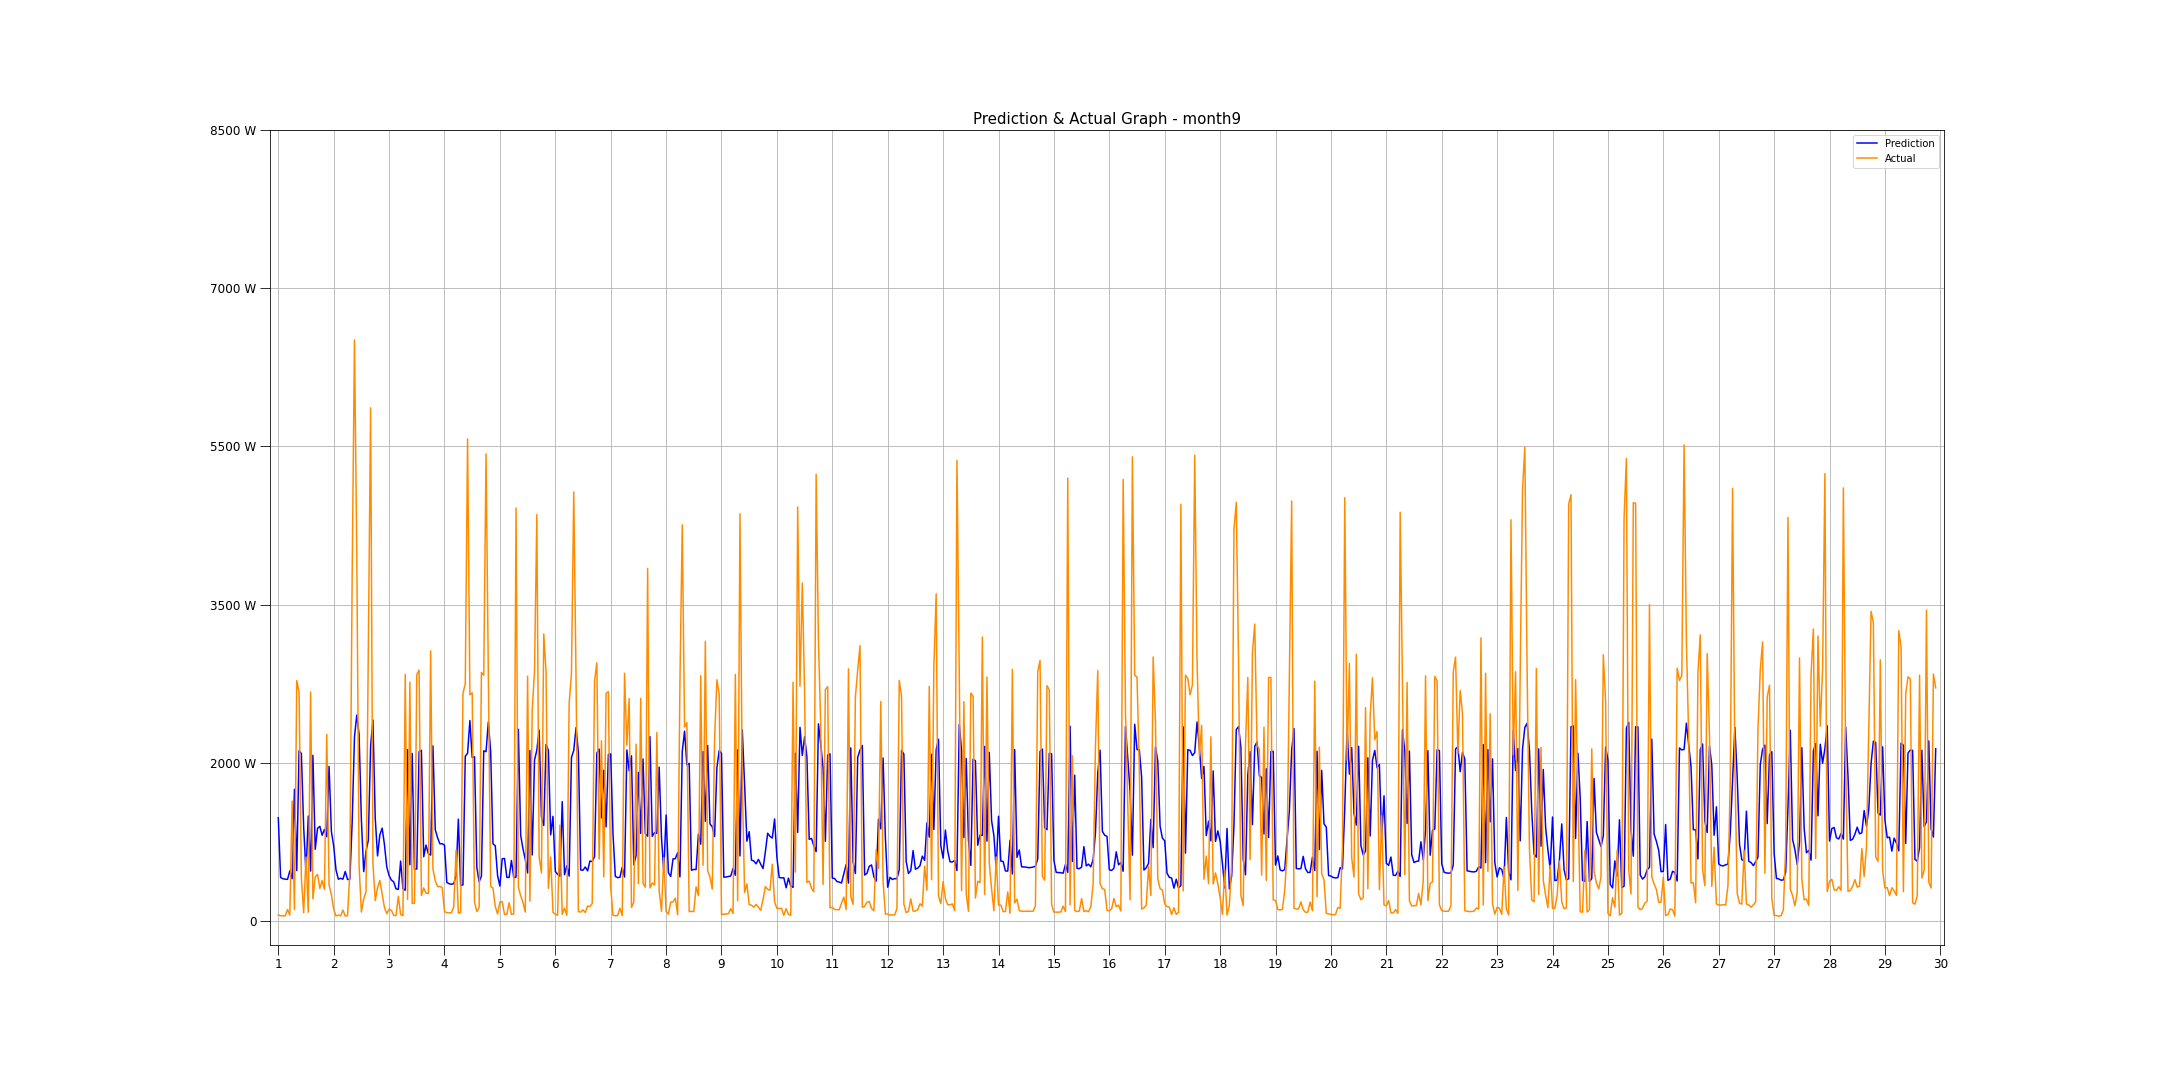 Prediction & Actual Graph - month9
8500 W
7000 W
5500 W
3500 W
2000 W
0
Prediction
Actual
1 2 3 4 5 6 7 8 9 10 11 12 13 14 15 16 17 18 19 20 21 22 23 24 25 26 27 27 28 29 30